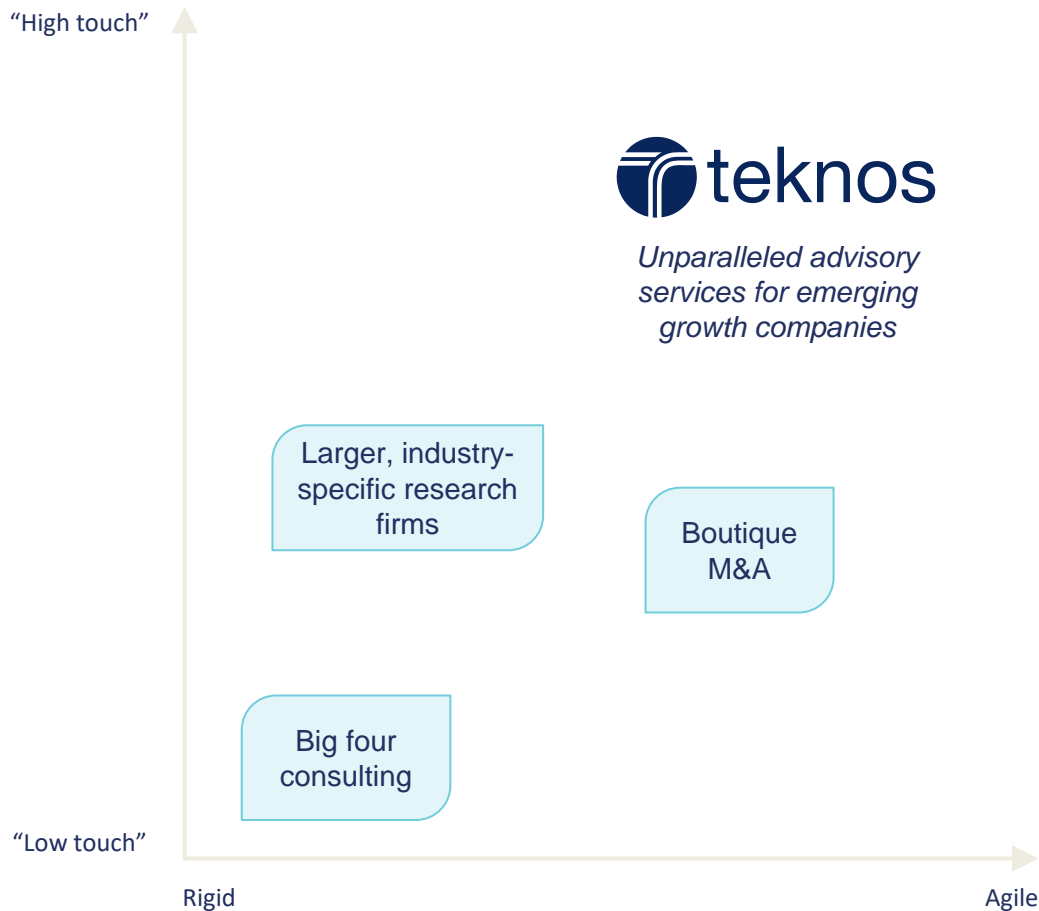 “High touch”
teknos
Unparalleled advisory
services for emerging
growth companies
Larger, industry-
specific research
firms
Boutique
M&A
Big four
consulting
“Low touch”
Rigid
Agile